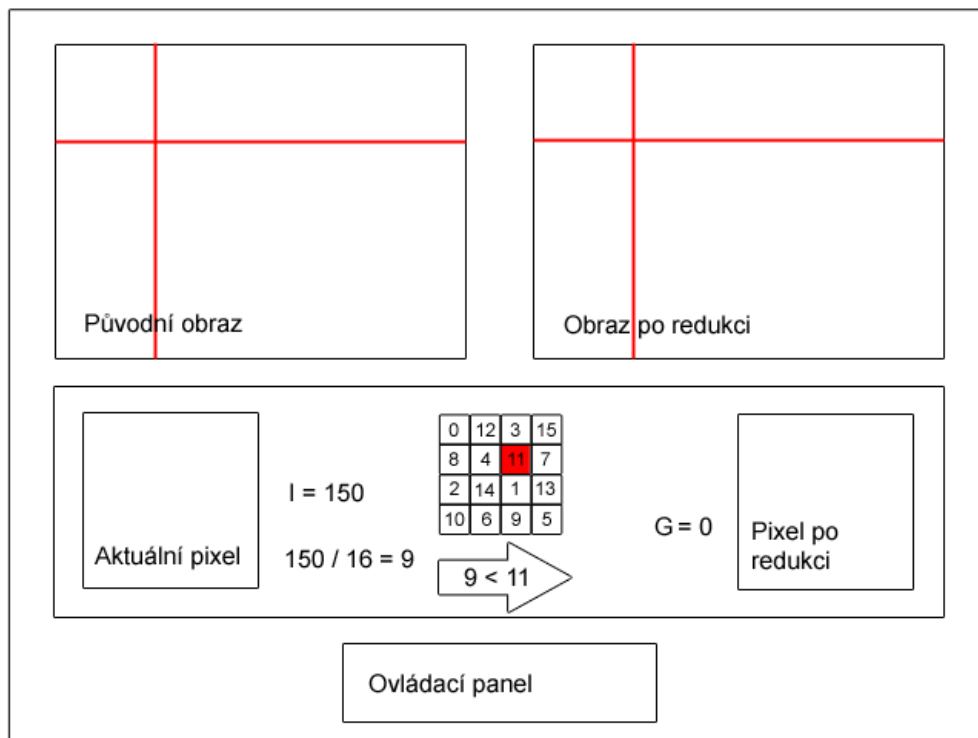 Původní obraz
Obraz po redukci
Aktuální pixel
I = 150
150 / 16 = 9
0 12 3 15
8 4 11 7
2 14 1 13
10 6 9 5
9 < 11
G = 0
Pixel po
redukci
Ovládací panel